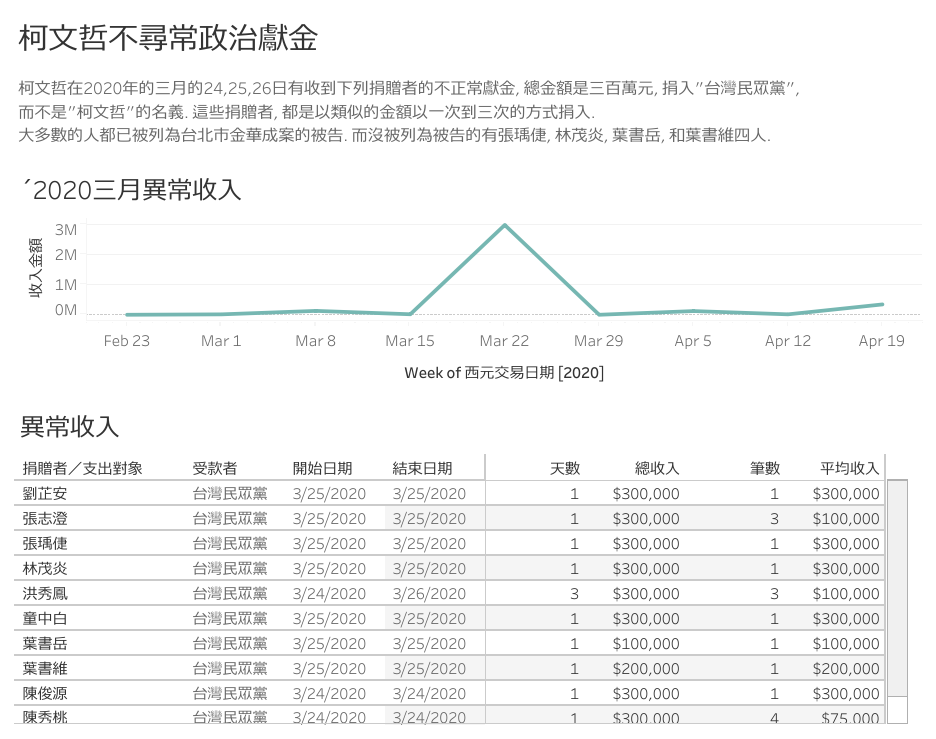 柯文哲不尋常政治獻金
柯文哲在2020年的三月的24,25,26日有收到下列捐贈者的不正常獻金, 總金額是三百萬元, 捐入”台灣民眾黨”,
而不是”柯文哲”的名義. 這些捐贈者, 都是以類似的金額以一次到三次的方式捐入.
大多數的人都已被列為台北市金華成案的被告. 而沒被列為被告的有張瑀倢, 林茂炎, 葉書岳, 和葉書維四人.
´2020三月異常收入
收入金額
3M
2M
1M
0M
Feb 23 Mar 1 Mar 8 Mar 15 Mar 22 Mar 29 Apr 5 Apr 12 Apr 19
Week of 西元交易日期 [2020]
異常收入
捐贈者／支出對象 受款者 開始日期 結束日期 天數 總收入 筆數 平均收入
劉芷安 台灣民眾黨 3/25/2020 3/25/2020 1 $300,000 1 $300,000
張志澄 台灣民眾黨 3/25/2020 3/25/2020 1 $300,000 3 $100,000
張瑀倢 台灣民眾黨 3/25/2020 3/25/2020 1 $300,000 1 $300,000
林茂炎 台灣民眾黨 3/25/2020 3/25/2020 1 $300,000 1 $300,000
洪秀鳳 台灣民眾黨 3/24/2020 3/26/2020 3 $300,000 3 $100,000
童中白 台灣民眾黨 3/25/2020 3/25/2020 1 $300,000 1 $300,000
葉書岳 台灣民眾黨 3/25/2020 3/25/2020 1 $100,000 1 $100,000
葉書維 台灣民眾黨 3/25/2020 3/25/2020 1 $200,000 1 $200,000
陳俊源 台灣民眾黨 3/24/2020 3/24/2020 1 $300,000 1 $300,000
陳秀桃 台灣民眾黨 3/24/2020 3/24/2020 1 $300,000 4 $75,000